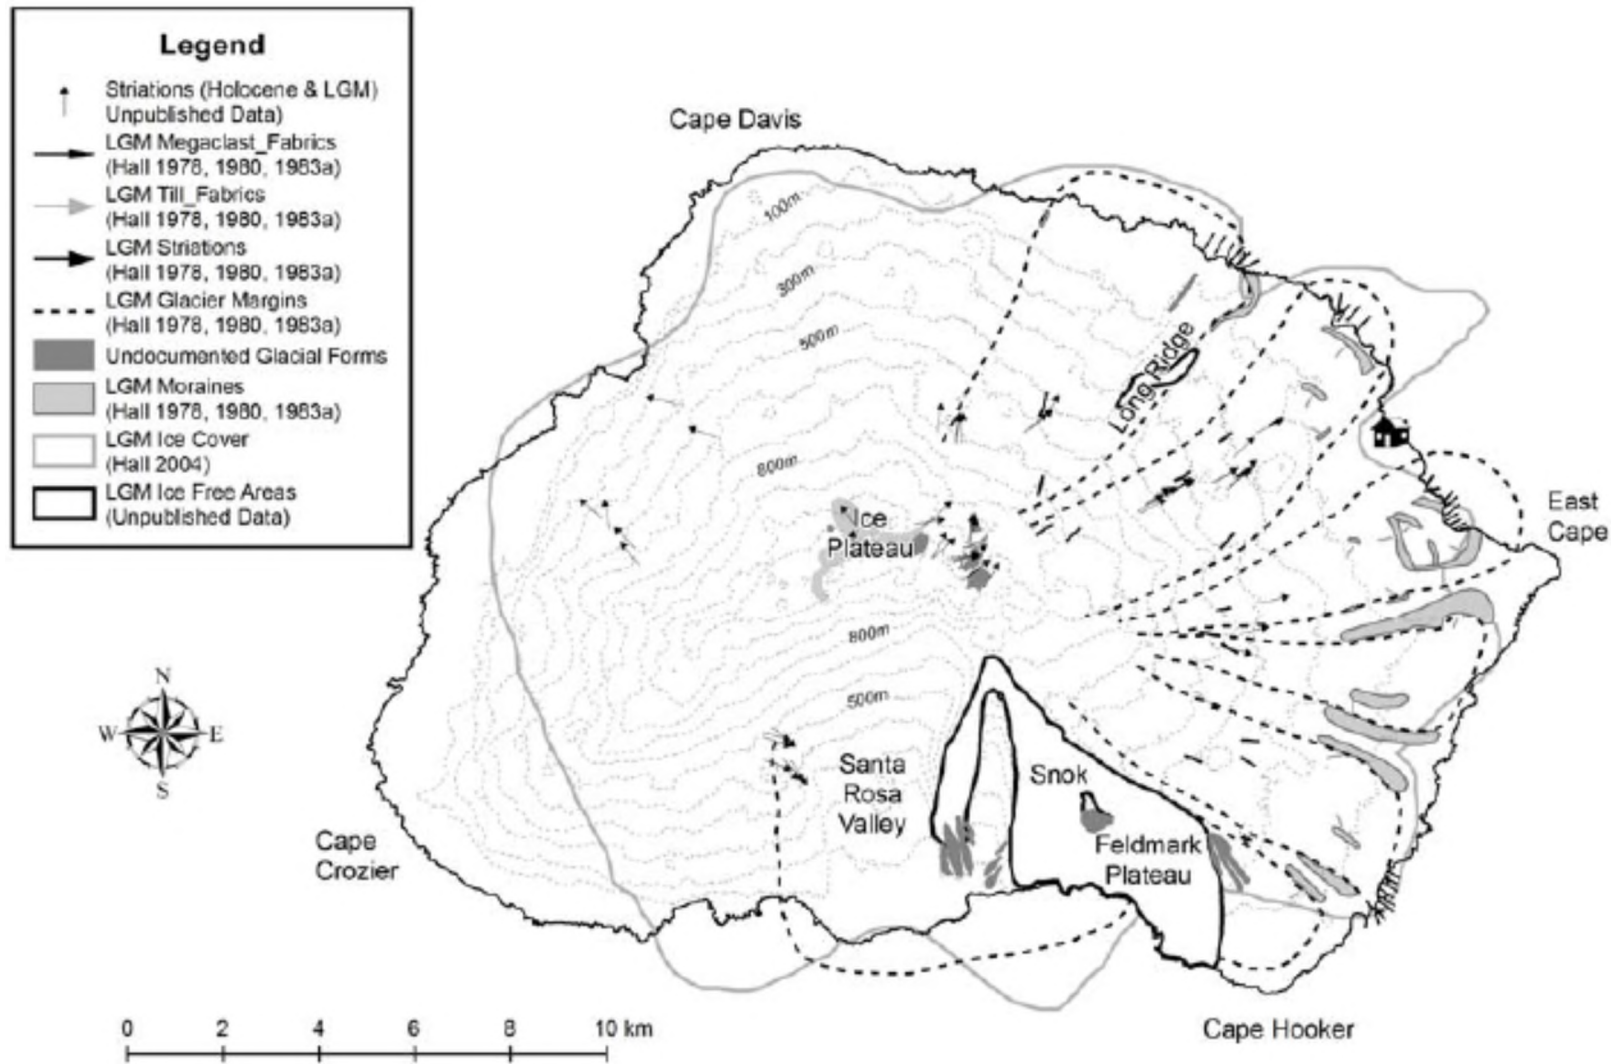 Legend
Striations (Holocene & LGM)
Unpublished Data)
LGM Megaclast_Fabrics
(Hall 1978, 1980, 1983a)
LGM Till_Fabrics
(Hall 1978, 1980, 1983a)
LGM Striations
(Hall 1978, 1980, 1983a)
LGM Glacier Margins
(Hall 1978, 1980, 1983a)
Undocumented Glacial Forms
LGM Moraines
(Hall 1978, 1980, 1983a)
LGM Ice Cover
(Hall 2004)
LGM Ice Free Areas
(Unpublished Data)
Cape Davis
100m
300m
500m
Long Ridge
800m
Ice
Plateau
East
Cape
800m
500m
N
W
E
S
Santa
Rosa
Valley
Snok
Feldmark
Plateau
Cape
Crozier
Cape Hooker
0 2 4 6 8 10 km